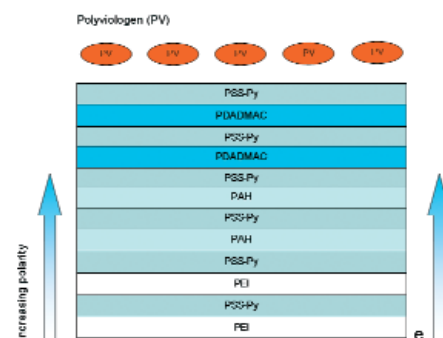 Polyviologen (PV)
PV PV PV PV PV
PSS-Py
PDADMAC
PSS-Py
PDADMAC
PSS-Py
PAH
PSS-Py
PAH
PSS-Py
PEI
PSS-Py
PEI
ncreasing polarity
e